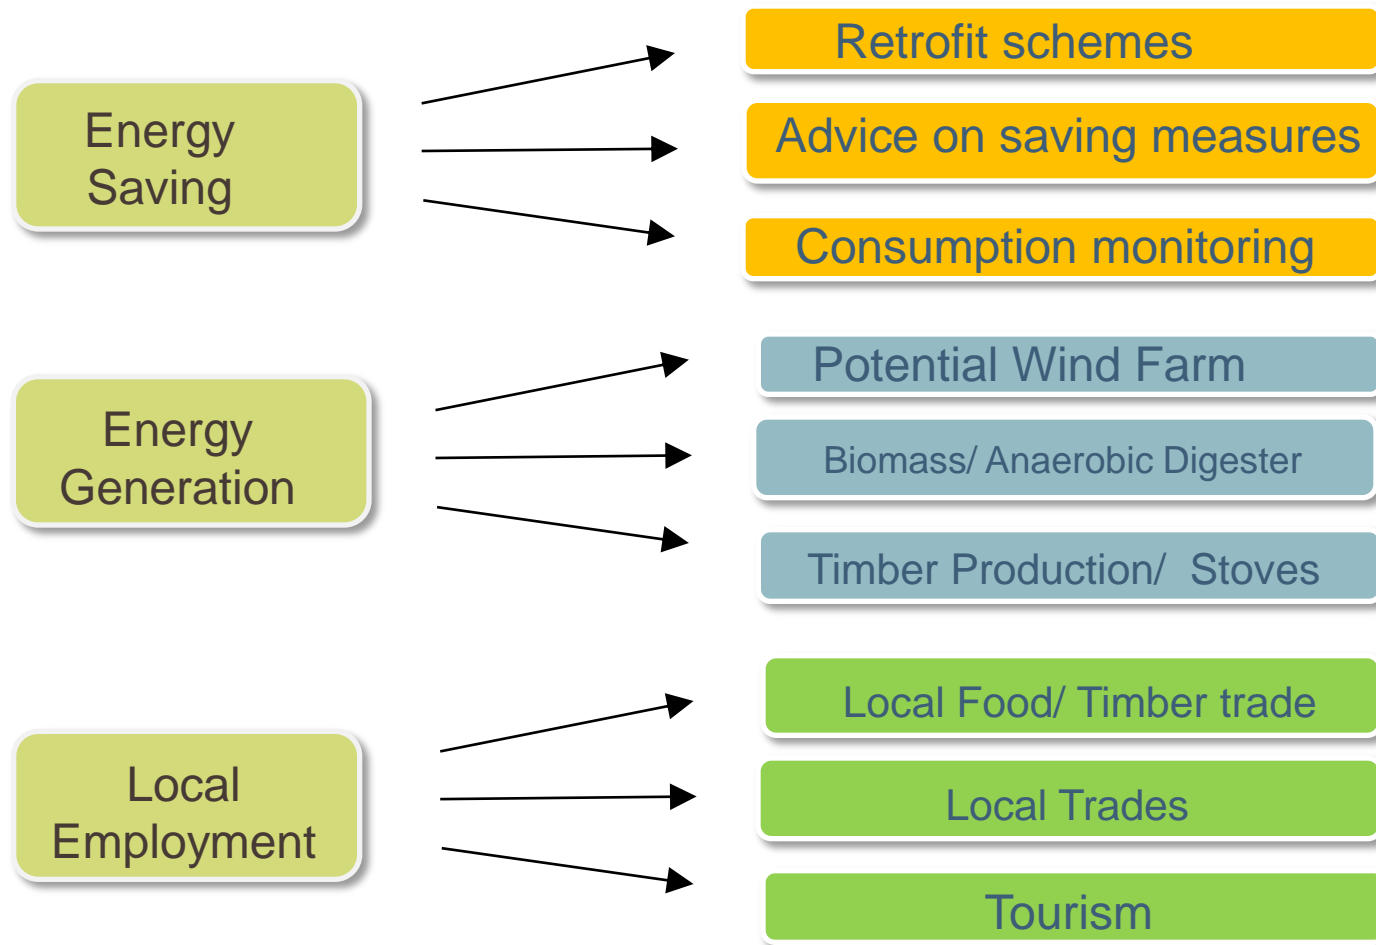 Energy
Saving
Retrofit schemes
Advice on saving measures
Consumption monitoring
Energy
Generation
Potential Wind Farm
Biomass/ Anaerobic Digester
Timber Production/  Stoves
Local
Employment
Local Food/ Timber trade
Local Trades
Tourism